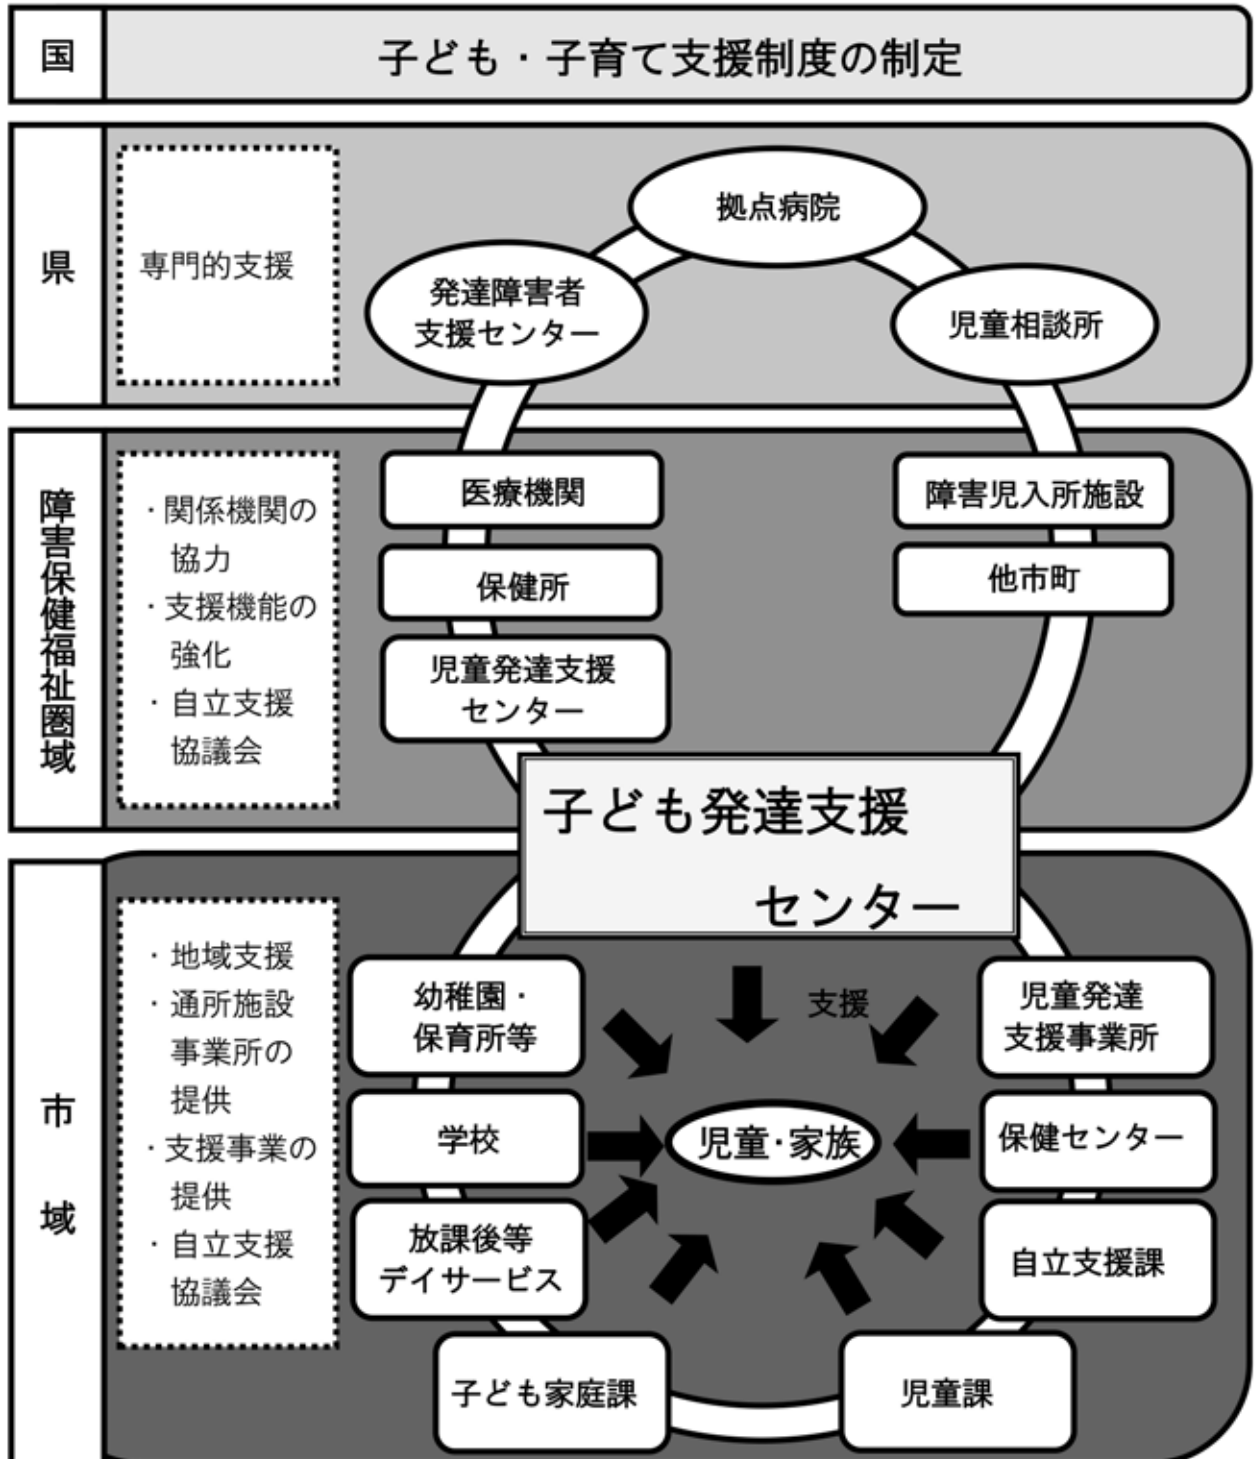 国
子ども・子育て支援制度の制定
県
専門的支援
拠点病院
発達障害者
支援センター
児童相談所
障害保健福祉圏域
・関係機関の
協力
・支援機能の
強化
・自立支援
協議会
医療機関
保健所
児童発達支援
センター
障害児入所施設
他市町
子ども発達支援
センター
市域
・地域支援
・通所施設
事業所の
提供
・支援事業の
提供
・自立支援
協議会
幼稚園・
保育所等
学校
放課後等
デイサービス
子ども家庭課
支援
児童・家族
児童発達
支援事業所
保健センター
自立支援課
児童課